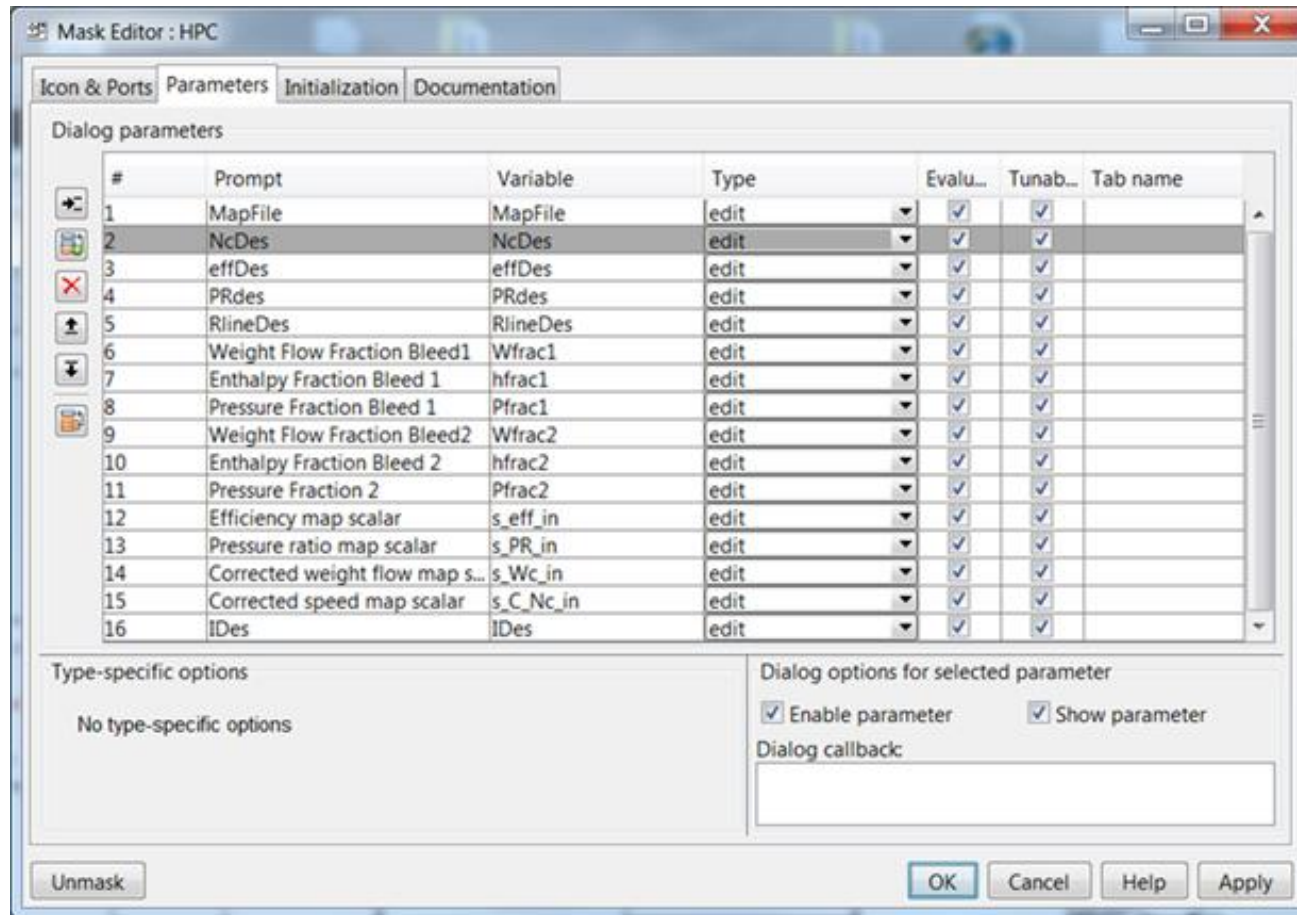 Mask Editor : HPC
Icon & Ports Parameters Initialization Documentation
Dialog parameters
# Prompt Variable Type Evalu... Tunab... Tab name
1 MapFile MapFile edit
2 NcDes NcDes edit
3 effDes effDes edit
4 PRdes PRdes edit
5 RlineDes RlineDes edit
6 Weight Flow Fraction Bleed1 Wfrac1 edit
7 Enthalpy Fraction Bleed 1 hfrac1 edit
8 Pressure Fraction Bleed 1 Pfrac1 edit
9 Weight Flow Fraction Bleed2 Wfrac2 edit
10 Enthalpy Fraction Bleed 2 hfrac2 edit
11 Pressure Fraction 2 Pfrac2 edit
12 Efficiency map scalar s_eff_in edit
13 Pressure ratio map scalar s_PR_in edit
14 Corrected weight flow map s... s_Wc_in edit
15 Corrected speed map scalar s_C_Nc_in edit
16 IDes IDes edit
Type-specific options
No type-specific options
Dialog options for selected parameter
Enable parameter Show parameter
Dialog callback:
Unmask OK Cancel Help Apply